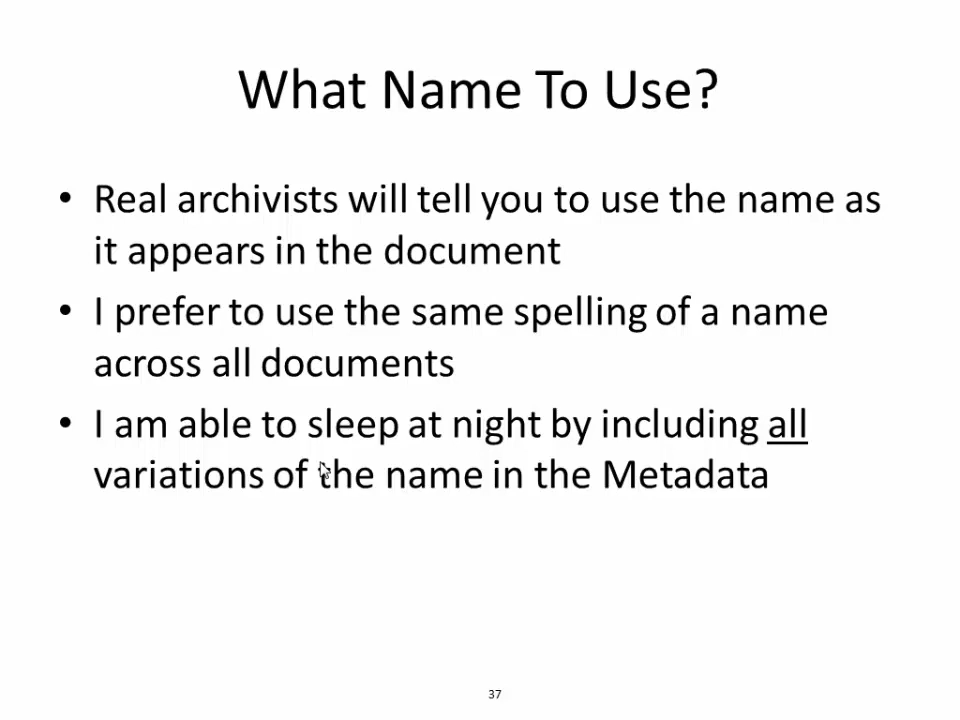 What Name To Use?
• Real archivists will tell you to use the name as
it appears in the document
• I prefer to use the same spelling of a name
across all documents
• I am able to sleep at night by including all
variations of the name in the Metadata
37